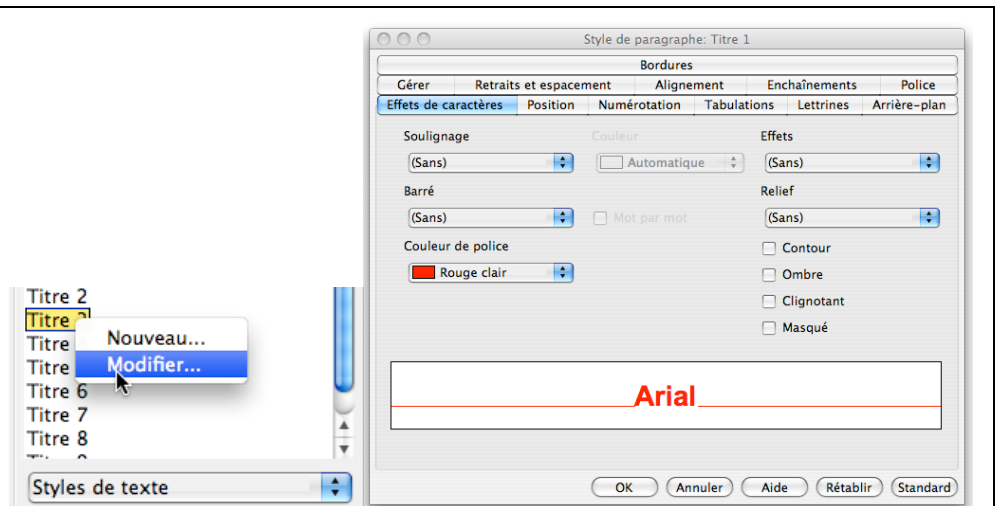 Style de paragraphe: Titre 1
Bordures
Gérer Retraits et espacement Alignement Enchaînements Police
Effets de caractères Position Numérotation Tabulations Lettrines Arrière-plan
Soulignage Couleur Effets
(Sans) Automatique (Sans)
Barré Relief
(Sans) Mot par mot (Sans)
Couleur de police Contour
Rouge clair Ombre
Clignotant
Masqué
Arial
OK Annuler Aide Rétablir Standard
Titre 2
Titre
Titre Nouveau...
Titre Modifier...
Titre 6
Titre 7
Titre 8
Styles de texte